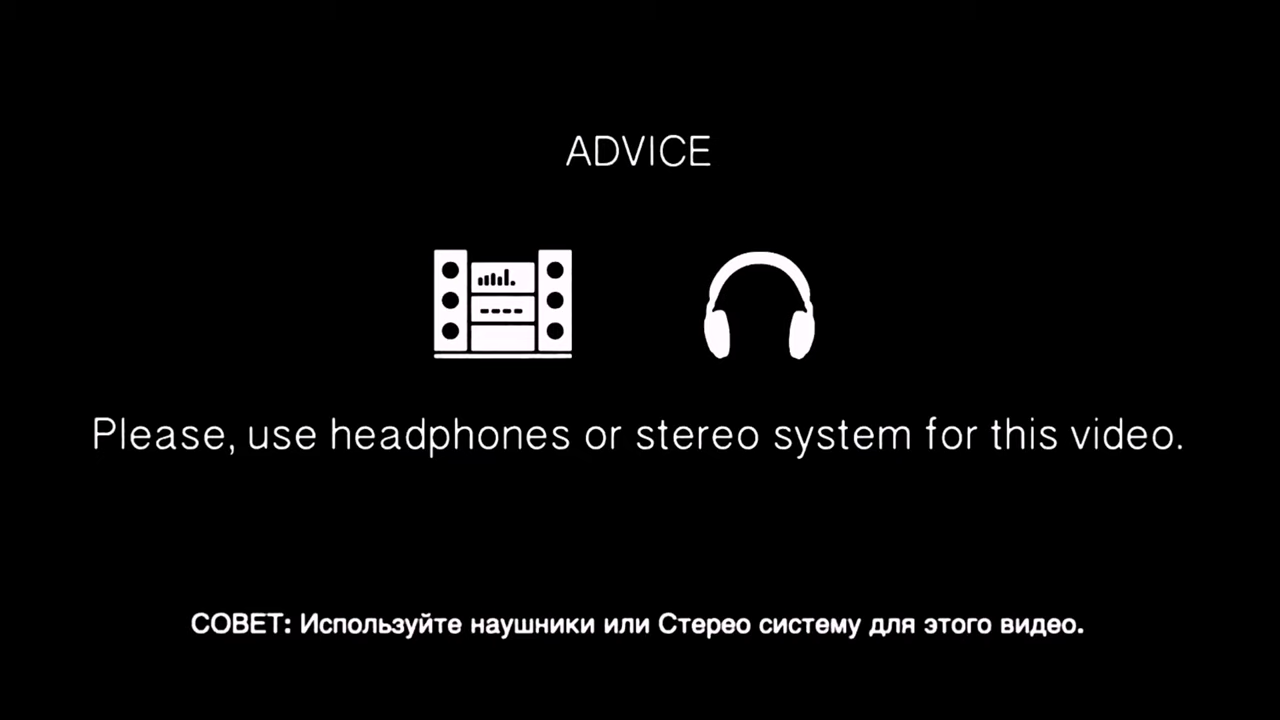 ADVICE
Please, use headphones or stereo system for this video.
СОВЕТ: Используйте наушники или Стерео систему для этого видео.